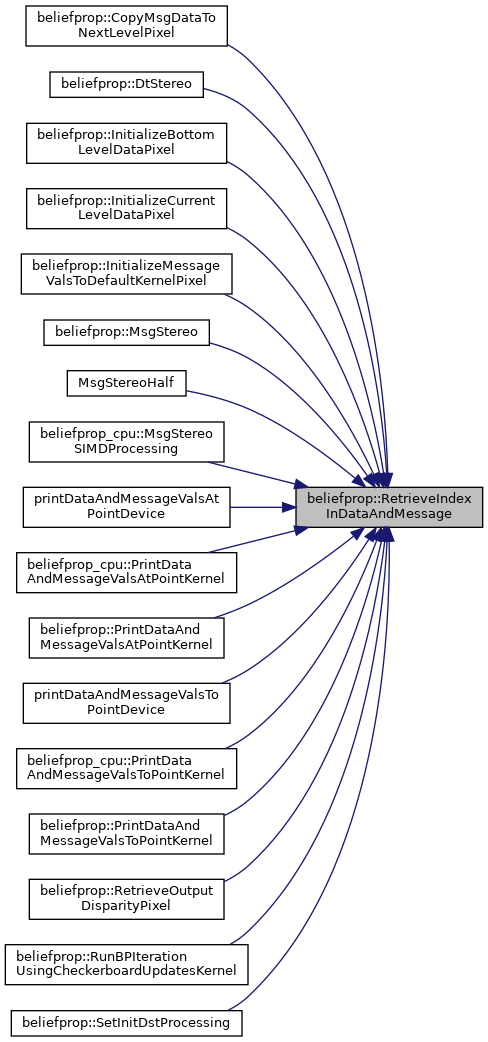 beliefprop::CopyMsgDataTo
NextLevelPixel
beliefprop::DtStereo
beliefprop::InitializeBottom
LevelDataPixel
beliefprop::InitializeCurrent
LevelDataPixel
beliefprop::InitializeMessage
ValsToDefaultKernelPixel
beliefprop::MsgStereo
MsgStereoHalf
beliefprop_cpu::MsgStereo
SIMDProcessing
printDataAndMessageValsAt
PointDevice
beliefprop::RetrieveIndex
InDataAndMessage
beliefprop_cpu::PrintData
AndMessageValsAtPointKernel
beliefprop::PrintDataAnd
MessageValsAtPointKernel
printDataAndMessageValsTo
PointDevice
beliefprop_cpu::PrintData
AndMessageValsToPointKernel
beliefprop::PrintDataAnd
MessageValsToPointKernel
beliefprop::RetrieveOutput
DisparityPixel
beliefprop::RunBPIteration
UsingCheckerboardUpdatesKernel
beliefprop::SetInitDstProcessing